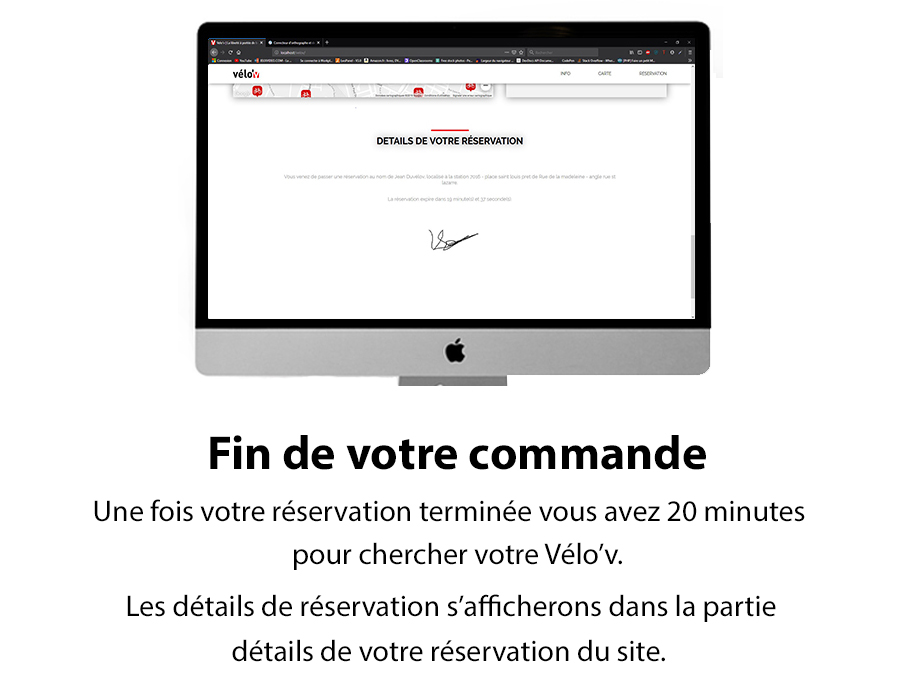 vélo'v
INFO
CARTE
RÉSERVATION
DETAILS DE VOTRE RÉSERVATION
Vous venez de passer une réservation au nom de Jean Duvélov, localisé à la station 2016 - place saint louis pret de Rue de la madeleine - angle rue st
lazarre.
La réservation expire dans 19 minute(s) et 37 seconde(s)
Fin de votre commande
Une fois votre réservation terminée vous avez 20 minutes
pour chercher votre Vélo’v.
Les détails de réservation s’afficherons dans la partie
détails de votre réservation du site.